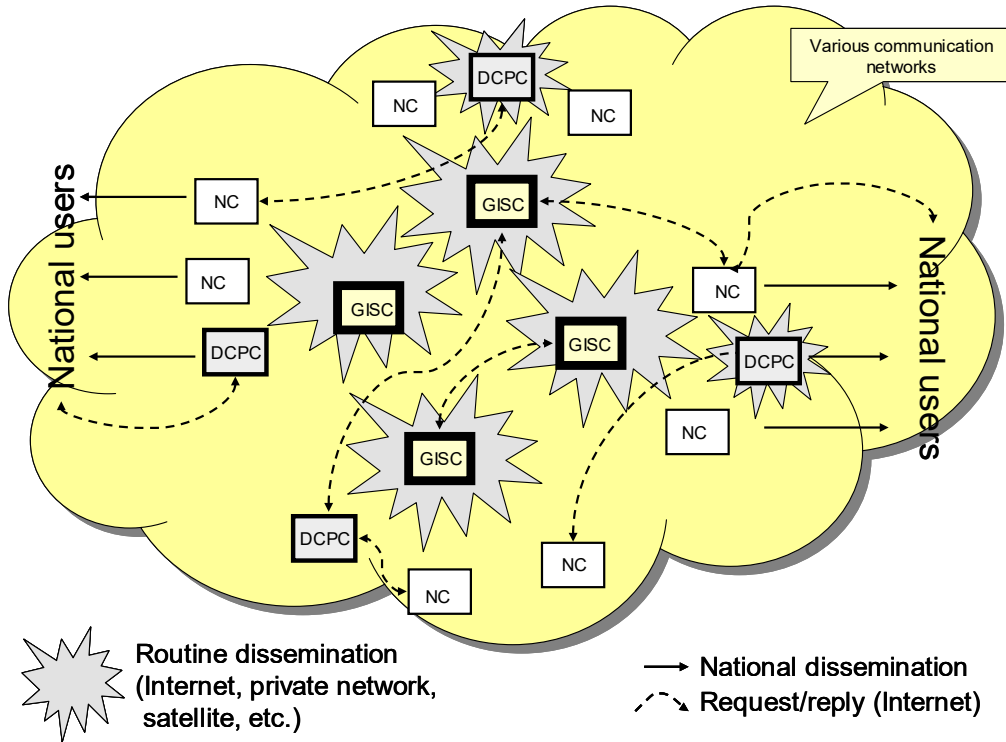 Various communication
networks
DCPC
NC
NC
NC
GISC
National users
NC
GISC
NC
National users
DCPC
GISC
DCPC
NC
GISC
DCPC
NC
NC
Routine dissemination
(Internet, private network,
satellite, etc.)
National dissemination
Request/reply (Internet)